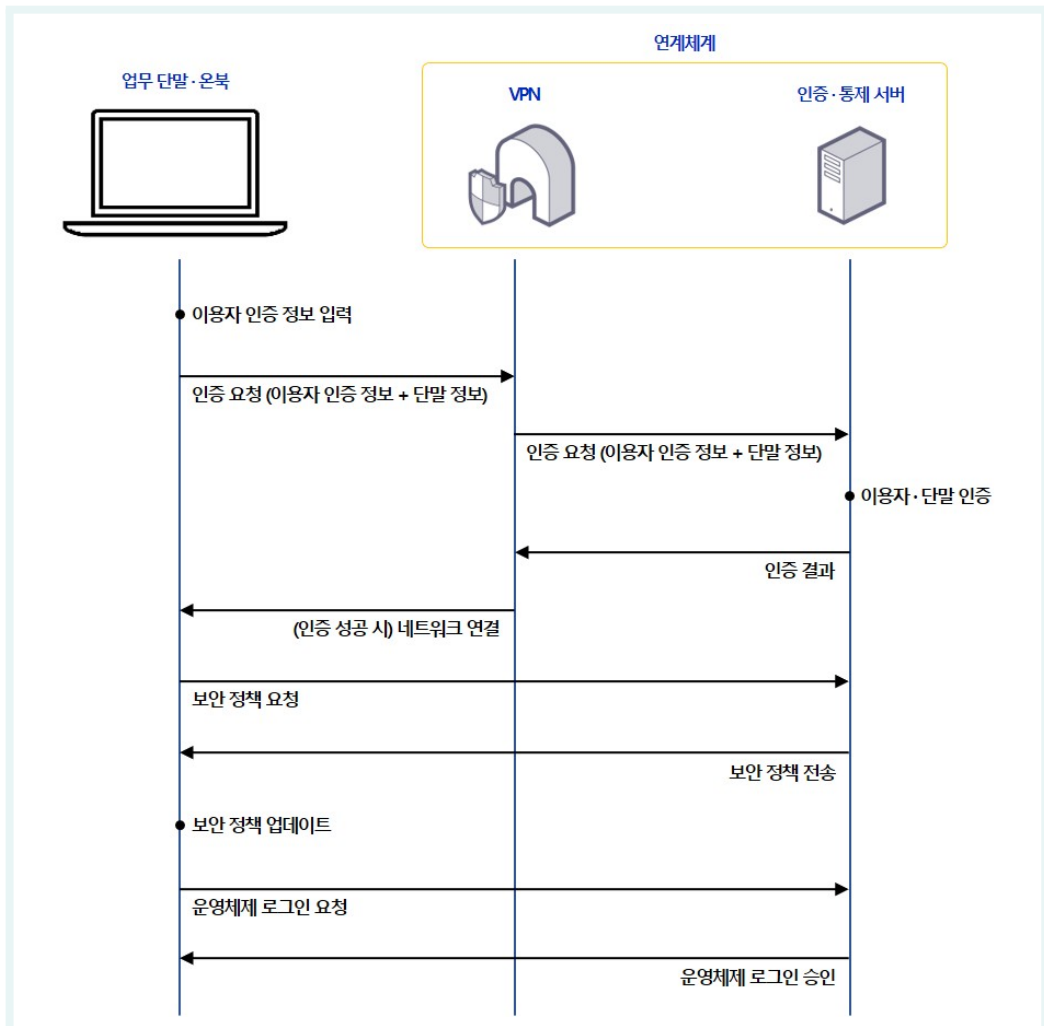 연계체계
업무 단말·온북
VPN
인증·통제 서버
이용자 인증 정보 입력
인증 요청 (이용자 인증 정보 + 단말 정보)
인증 요청 (이용자 인증 정보 + 단말 정보)
이용자·단말 인증
인증 결과
(인증 성공 시) 네트워크 연결
보안 정책 요청
보안 정책 전송
보안 정책 업데이트
운영체제 로그인 요청
운영체제 로그인 승인